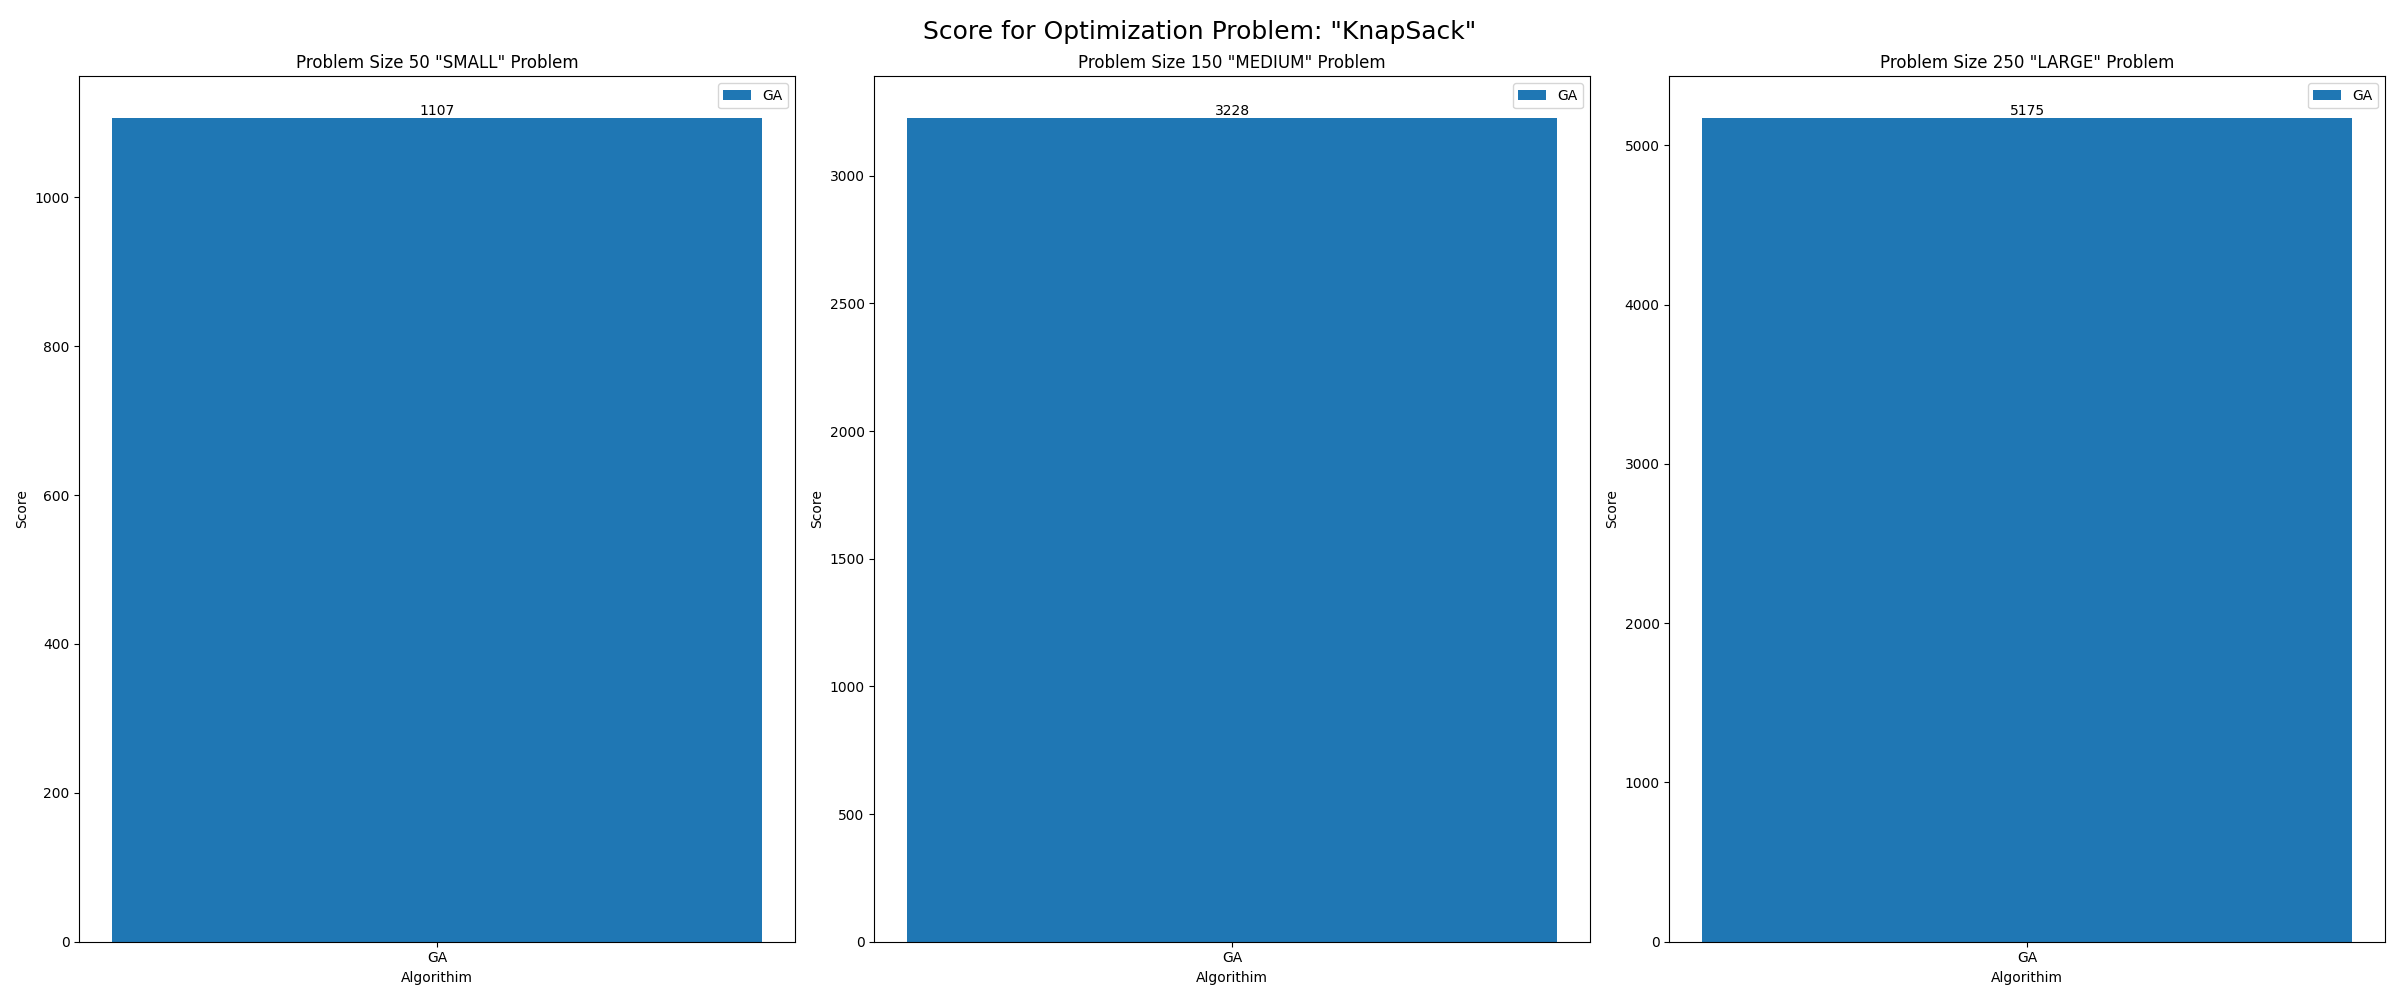 Score for Optimization Problem: "KnapSack"
Problem Size 50 "SMALL" Problem
GA
1107
1000
800
600
400
200
0
Score
GA
Algorithim
Problem Size 150 "MEDIUM" Problem
GA
3228
3000
2500
2000
1500
1000
500
0
Score
GA
Algorithim
Problem Size 250 "LARGE" Problem
GA
5175
5000
4000
3000
2000
1000
0
Score
GA
Algorithim